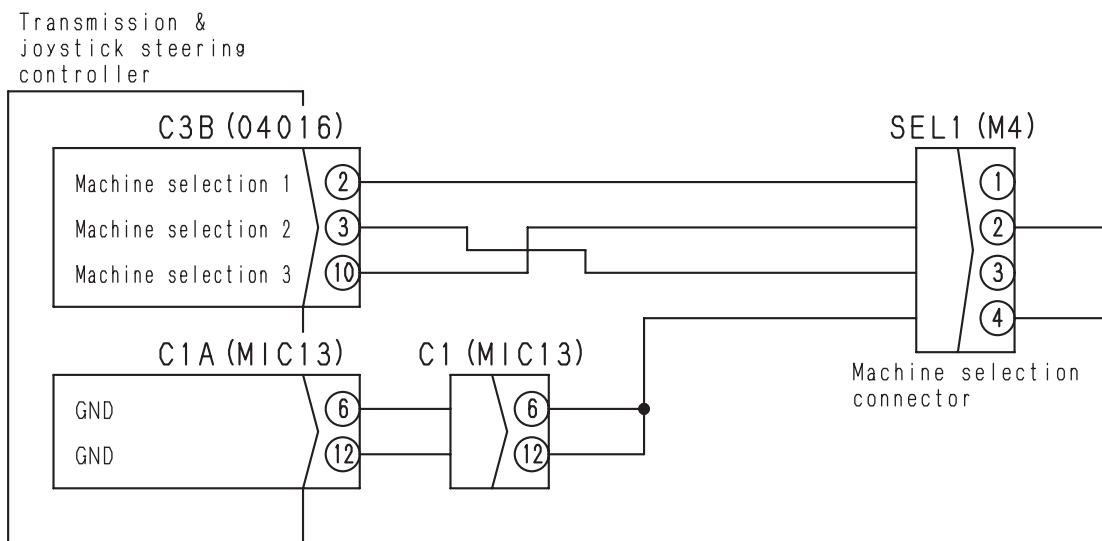 Transmission &
joystick steering
controller
C3B (04016)
SEL1 (M4)
Machine selection 1 2
1
Machine selection 2 3
2
Machine selection 3 10
3
4
C1A (MIC13)
C1 (MIC13)
Machine selection
connector
GND 6
6
GND 12
12